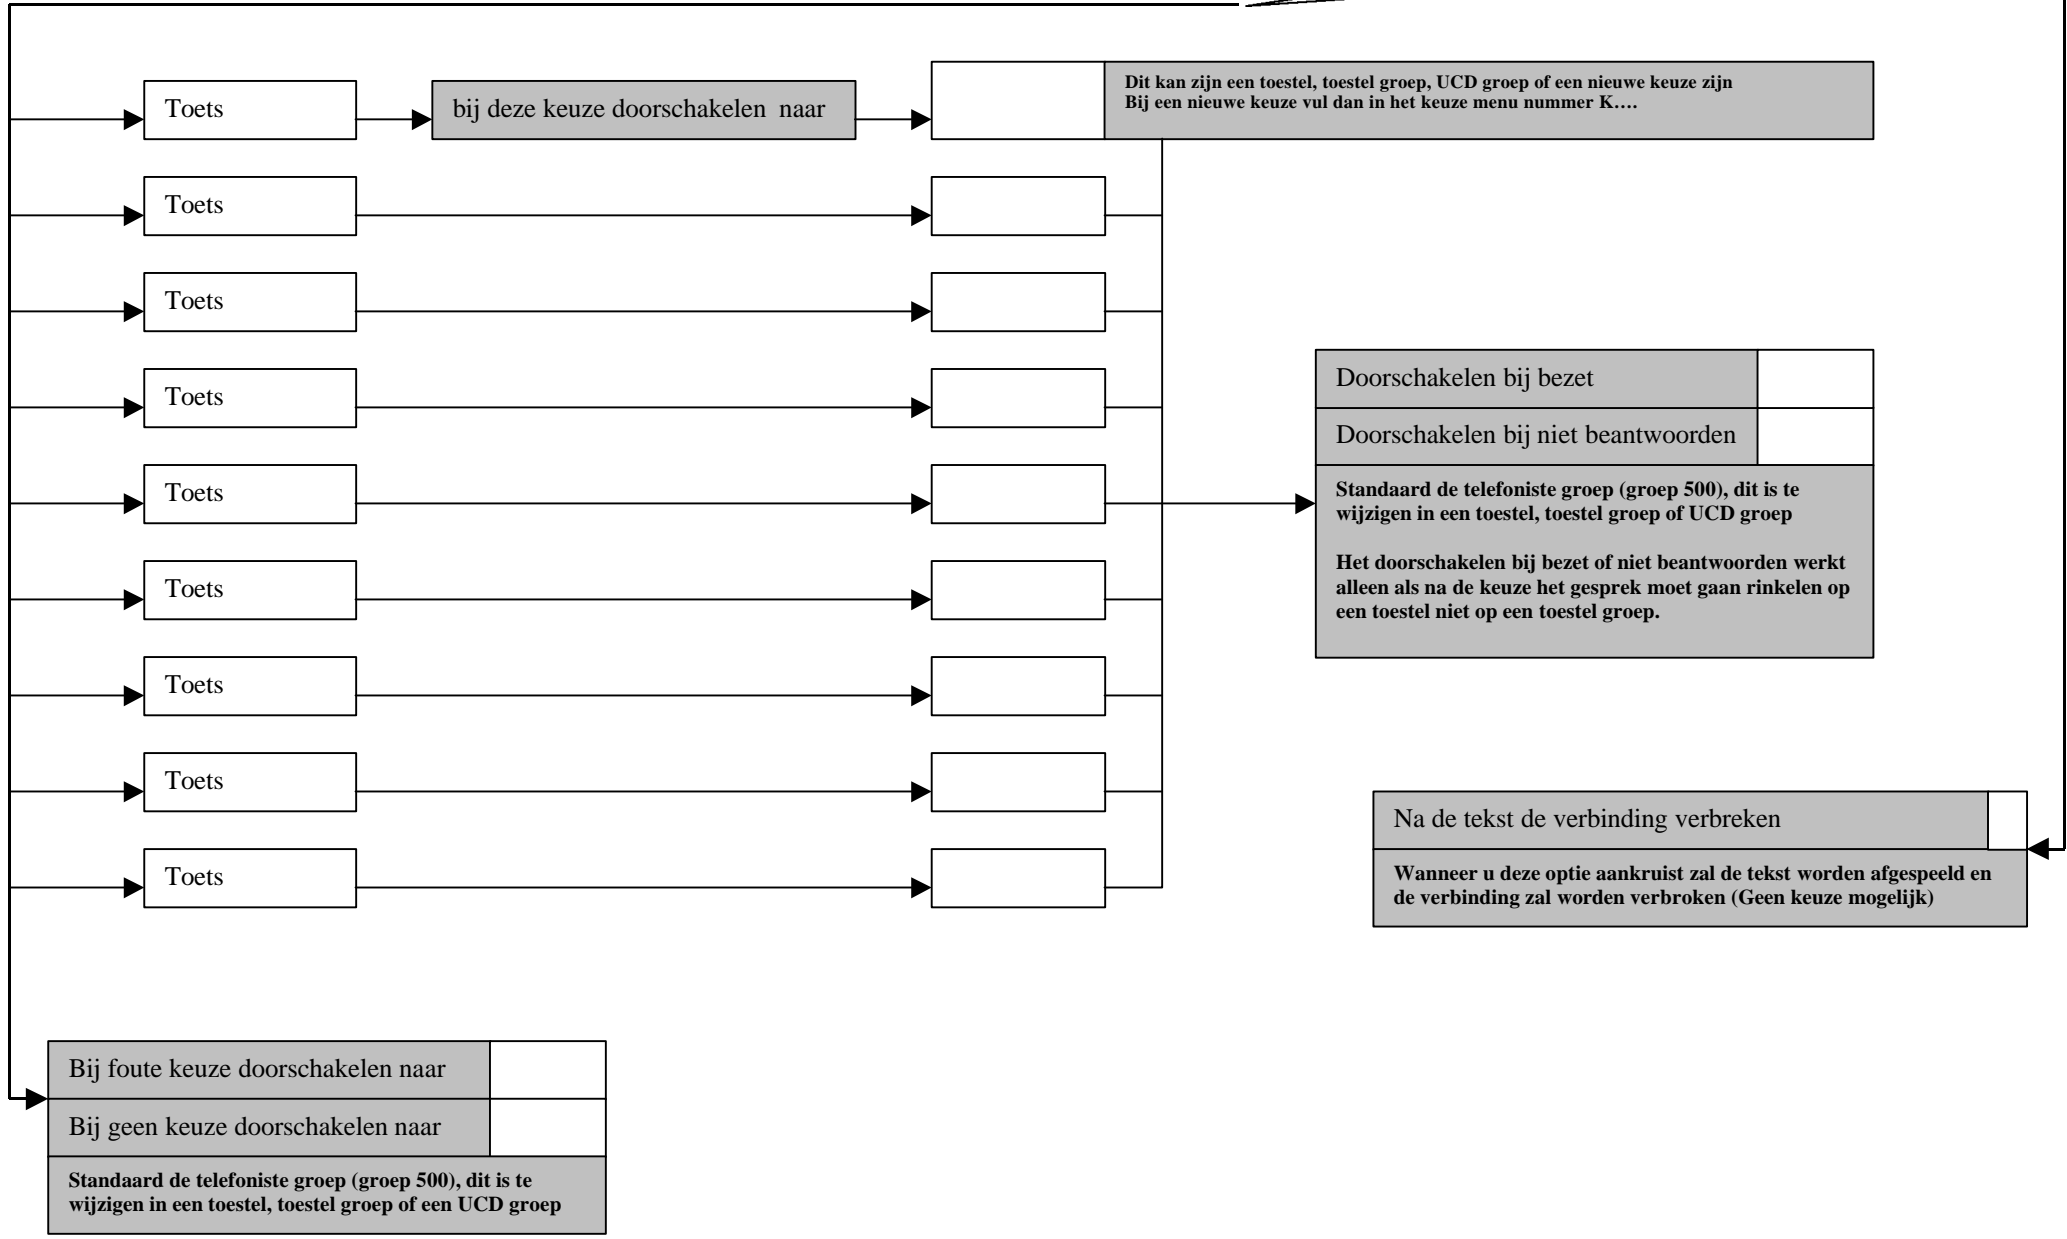 Toets
bij deze keuze doorschakelen  naar
Dit kan zijn een toestel, toestel groep, UCD groep of een nieuwe keuze zijn
Bij een nieuwe keuze vul dan in het keuze menu nummer K….
Toets
Toets
Toets
Toets
Toets
Toets
Toets
Toets
Doorschakelen bij bezet
Doorschakelen bij niet beantwoorden
Standaard de telefoniste groep (groep 500), dit is te
wijzigen in een toestel, toestel groep of UCD groep
Het doorschakelen bij bezet of niet beantwoorden werkt
alleen als na de keuze het gesprek moet gaan rinkelen op
een toestel niet op een toestel groep.
Na de tekst de verbinding verbreken
Wanneer u deze optie aankruist zal de tekst worden afgespeeld en
de verbinding zal worden verbroken (Geen keuze mogelijk)
Bij foute keuze doorschakelen naar
Bij geen keuze doorschakelen naar
Standaard de telefoniste groep (groep 500), dit is te
wijzigen in een toestel, toestel groep of een UCD groep